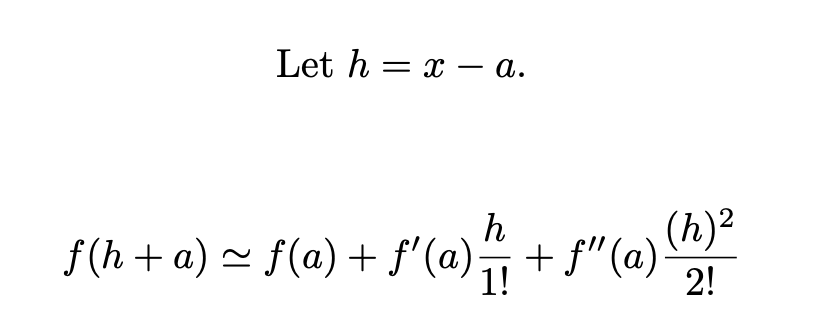 Let h = x − a.
f(h + a) ≃ f(a) + f′(a) h/1! + f″(a) (h)²/2!